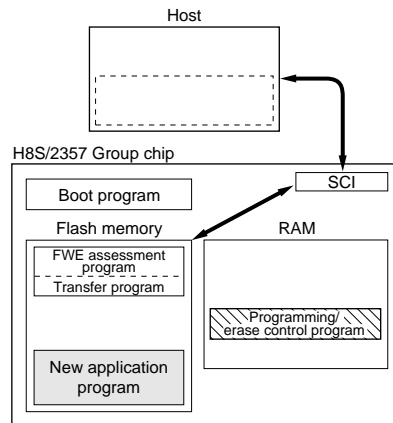 Host
H8S/2357 Group chip
SCI
Boot program
Flash memory
RAM
FWE assessment
program
Transfer program
Programming/
erase control program
New application
program